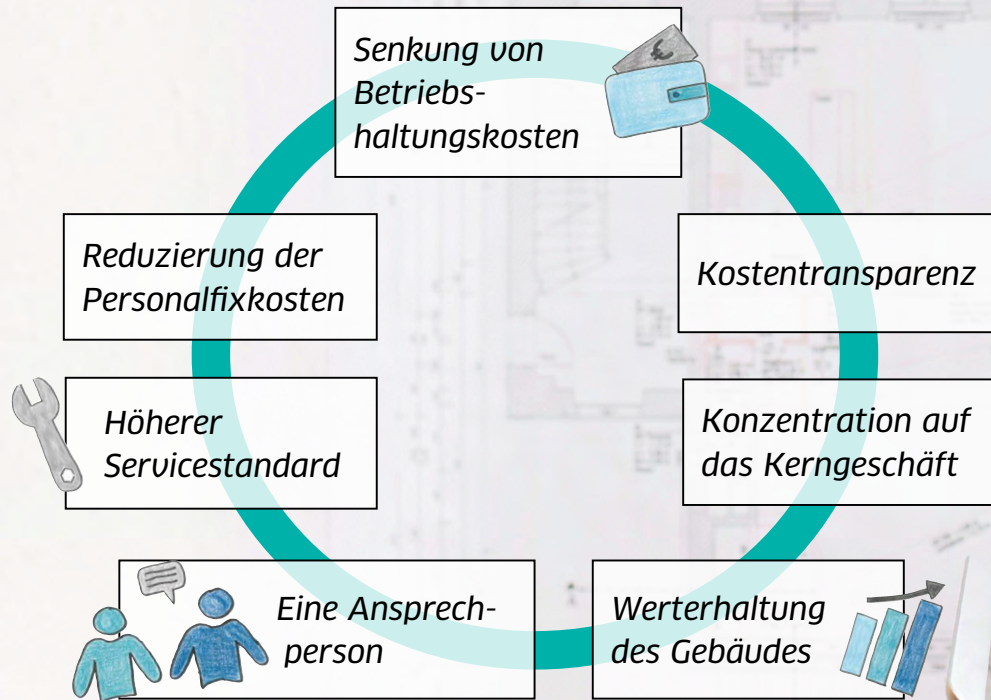 Senkung von
Betriebs-
haltungskosten
€
Kostentransparenz
Konzentration auf
das Kerngeschäft
Werterhaltung
des Gebäudes
Eine Ansprech-
person
Höherer
Servicestandard
Reduzierung der
Personalfixkosten